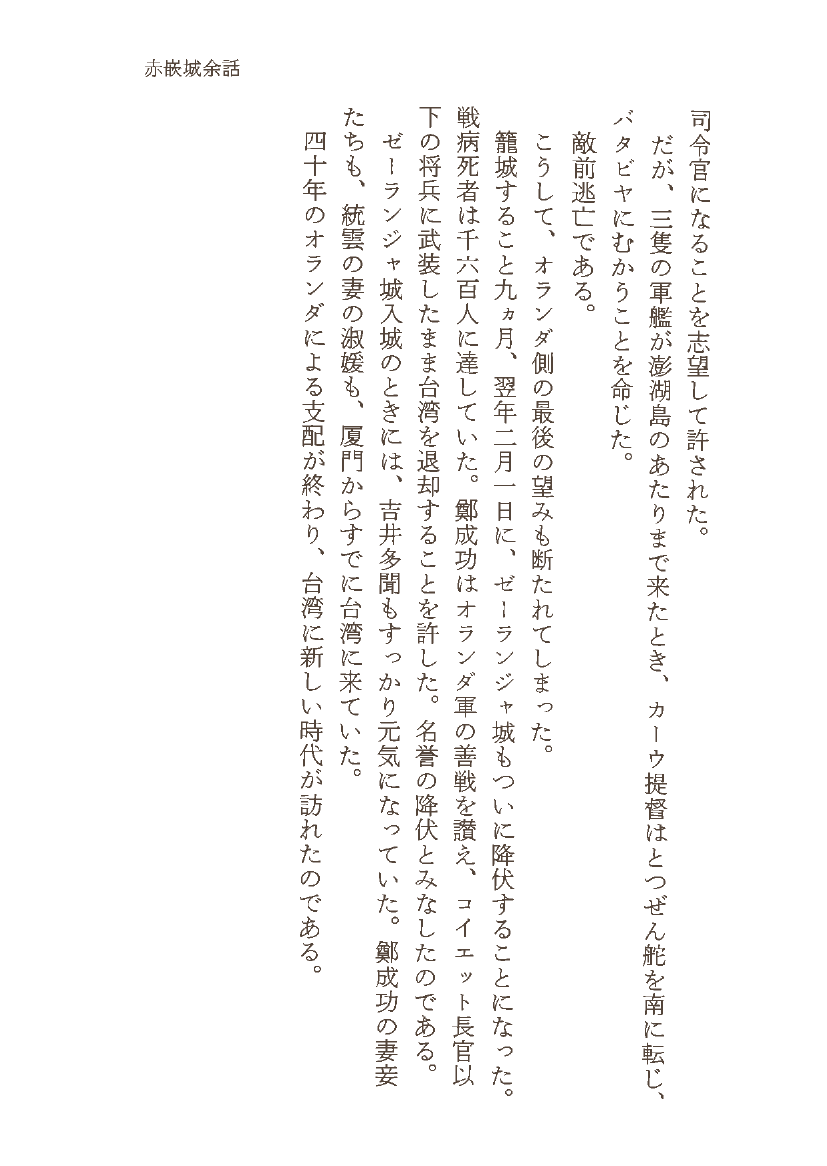 赤嵌城余話
司令官になることを志望して許された。
だが、三隻の軍艦が澎湖島のあたりまで来たとき、カーウ提督はとつぜん舵を南に転じ、
バタビヤにむかうことを命じた。
敵前逃亡である。
こうして、オランダ側の最後の望みも断たれてしまった。
籠城すること九ヵ月、翌年二月一日に、ゼーランジャ城もついに降伏することになった。
戦病死者は千六百人に達していた。鄭成功はオランダ軍の善戦を讃え、コイエット長官以
下の将兵に武装したまま台湾を退却することを許した。名誉の降伏とみなしたのである。
ゼーランジャ城入城のときには、吉井多聞もすっかり元気になっていた。鄭成功の妻妾
たちも、統雲の妻の淑媛も、厦門からすでに台湾に来ていた。
四十年のオランダによる支配が終わり、台湾に新しい時代が訪れたのである。